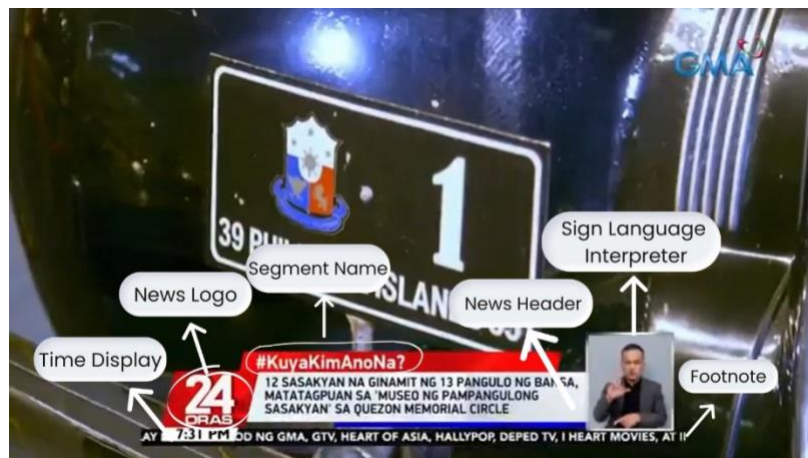 GMA
1
39
Segment Name
Sign Language
Interpreter
News Logo
News Header
Time Display
Footnote
#KuyaKimAnoNa?
24
ORAS
12 SASAKYAN NA GINAMIT NG 13 PANGULO NG
MATATAGPUAN SA 'MUSEO NG PAMPANGULONG
SASAKYAN' SA QUEZON MEMORIAL CIRCLE
7:31 PM
NG GMA, GTV, HEART OF ASIA, HALLYPOP, DEPED TV, I HEART MOVIES, AT